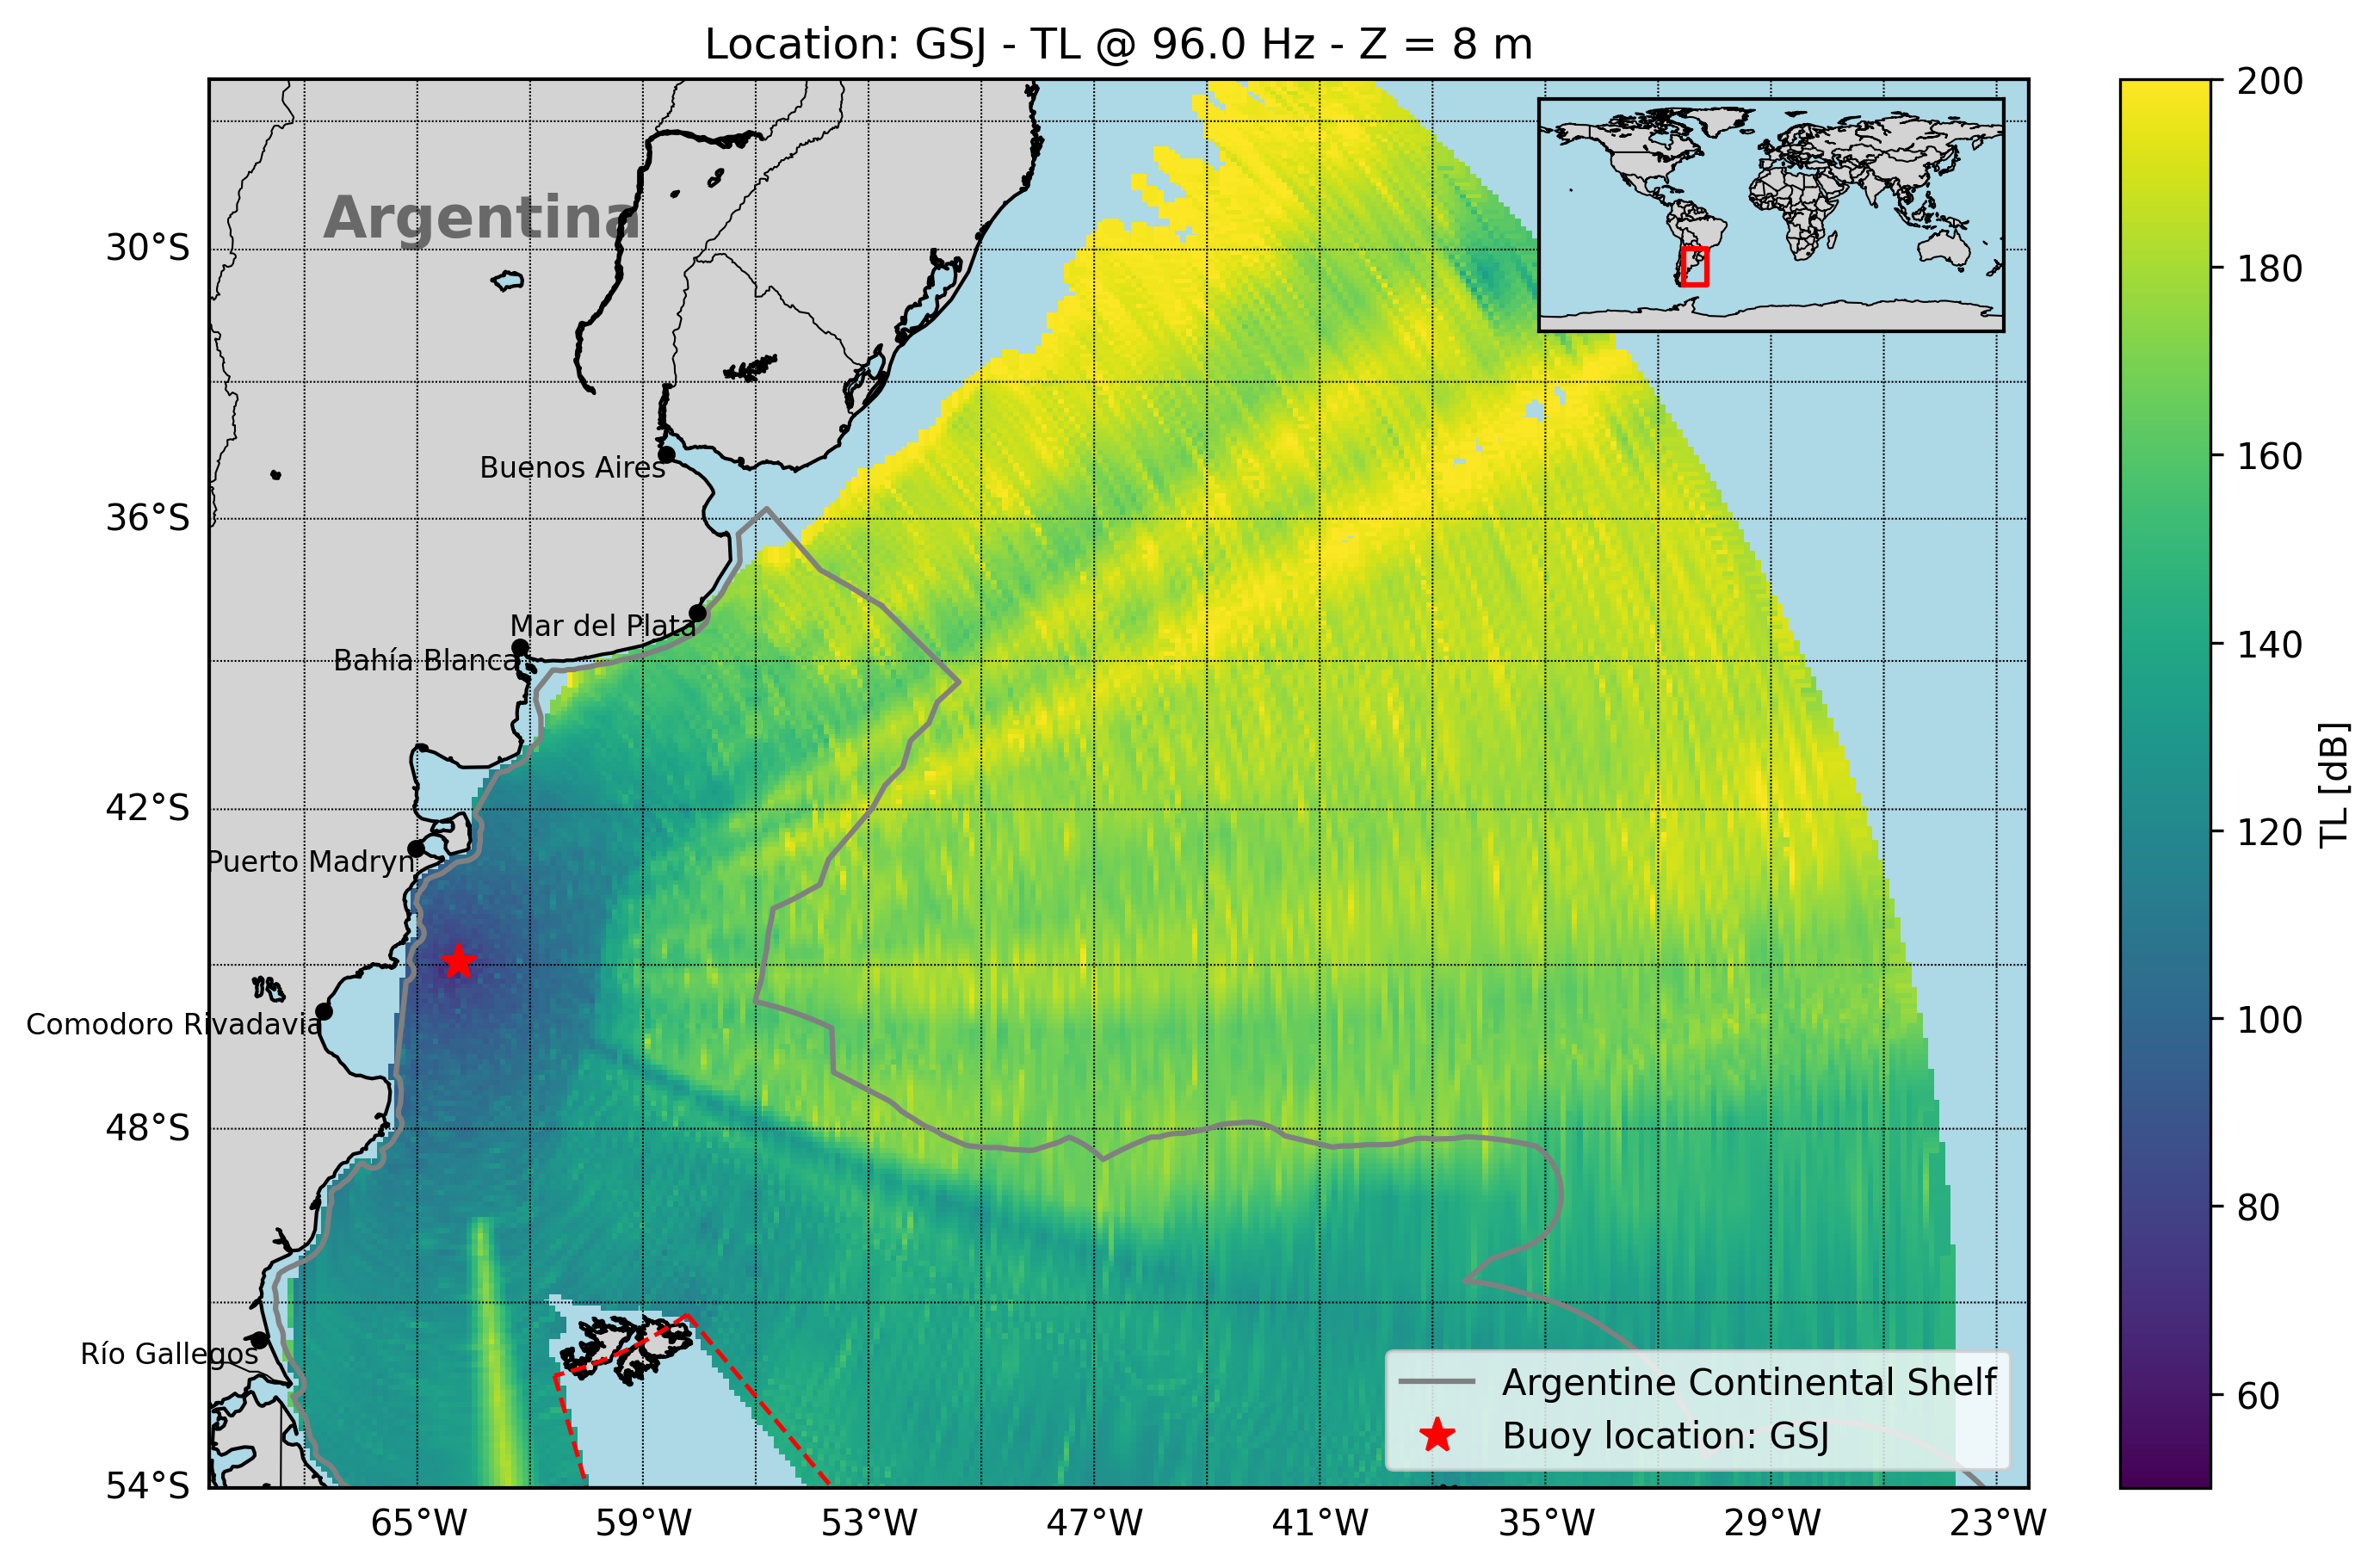 Location: GSJ - TL @ 96.0 Hz - Z = 8 m
Argentina
30°S
Buenos Aires
36°S
Mar del Plata
Bahía Blanca
42°S
Puerto Madryn
Comodoro Rivadavia
48°S
Río Gallegos
54°S
65°W
59°W
53°W
47°W
41°W
35°W
29°W
23°W
Argentine Continental Shelf
Buoy location: GSJ
200
180
160
140
120
100
80
60
TL [dB]